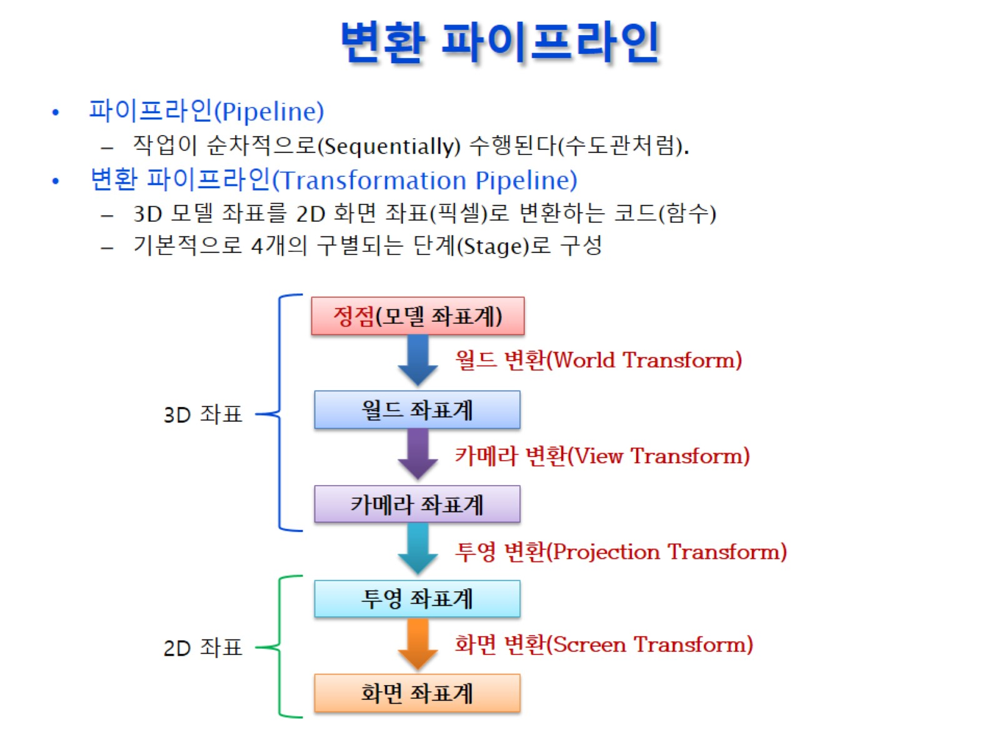 변환 파이프라인
• 파이프라인(Pipeline)
– 작업이 순차적으로(Sequentially) 수행된다(수도관처럼).
• 변환 파이프라인(Transformation Pipeline)
– 3D 모델 좌표를 2D 화면 좌표(픽셀)로 변환하는 코드(함수)
– 기본적으로 4개의 구별되는 단계(Stage)로 구성
정점(모델 좌표계)
월드 변환(World Transform)
3D 좌표
월드 좌표계
카메라 변환(View Transform)
카메라 좌표계
투영 변환(Projection Transform)
투영 좌표계
2D 좌표
화면 변환(Screen Transform)
화면 좌표계